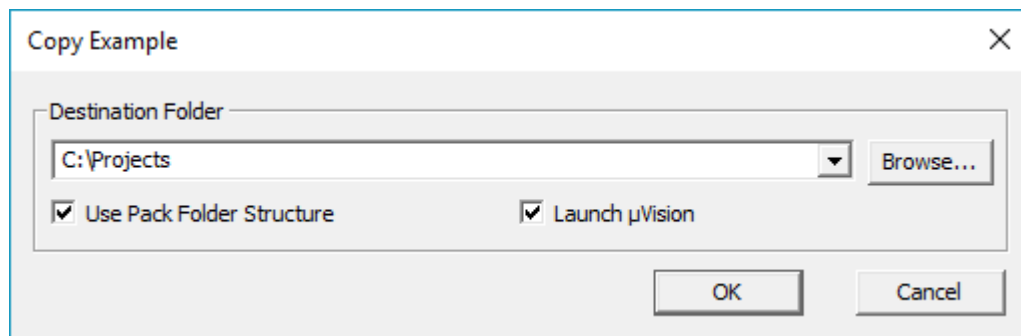 Copy Example
Destination Folder
C:\Projects
Browse...
Use Pack Folder Structure
Launch µVision
OK
Cancel